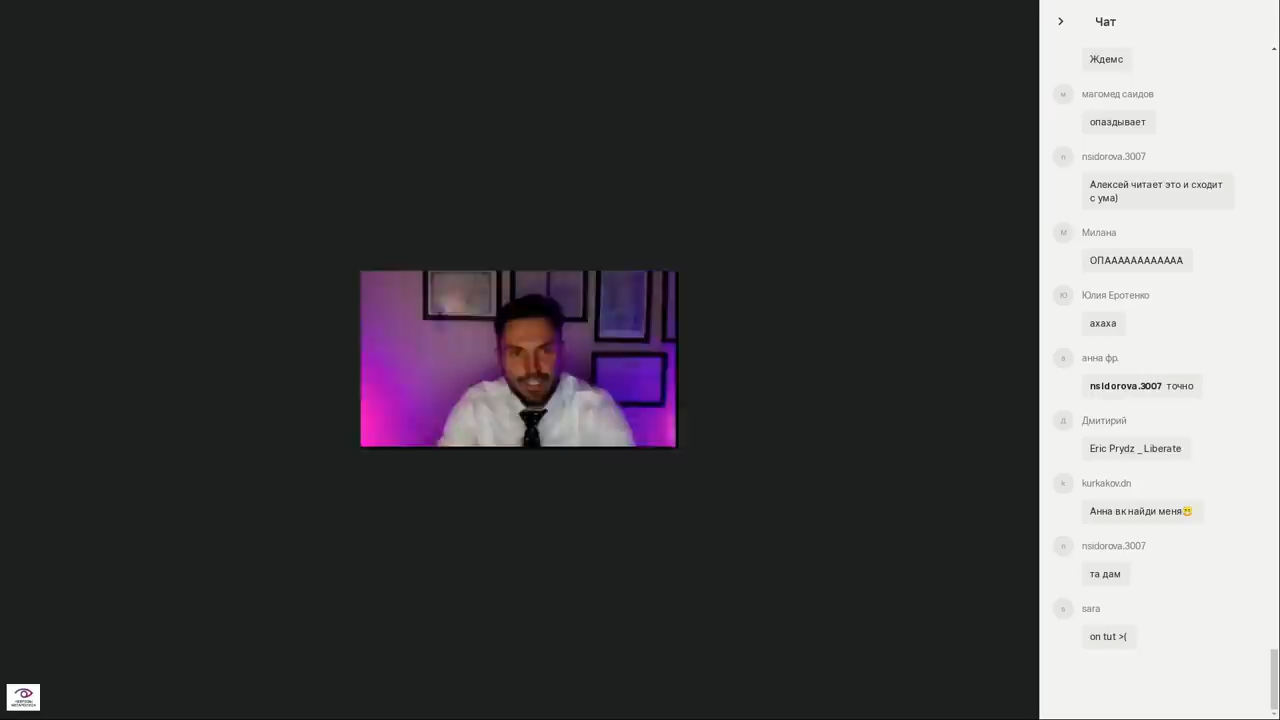 Чат
Ждемс
м
магомед саидов
опаздывает
n
nsidorova.3007
Алексей читает это и сходит
с ума)
М
Милана
ОПАААААААААААА
Ю
Юлия Еротенко
ахаха
а
анна фр.
nsidorova.3007 точно
Д
Дмитирий
Eric Prydz _ Liberate
k
kurkakov.dn
Анна вк найди меня😁
n
nsidorova.3007
та дам
s
sara
on tut >(